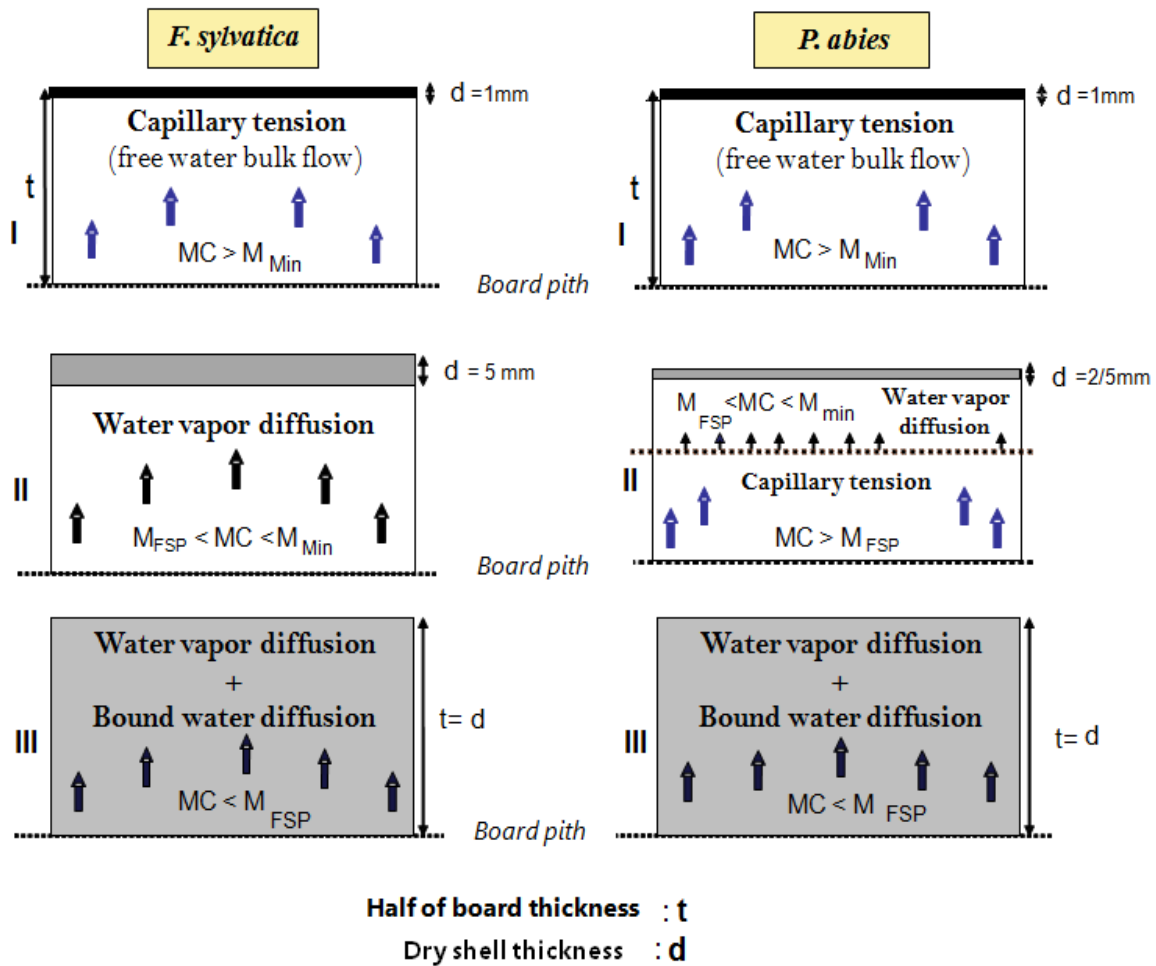 F. sylvatica
P. abies
d =1mm
Capillary tension
(free water bulk flow)
t
I
MC > M Min
Board pith
d =1mm
Capillary tension
(free water bulk flow)
t
I
MC > M Min
d = 5 mm
Water vapor diffusion
II
M FSP < MC < M Min
Board pith
d =2/5mm
M FSP <MC < M min
Water vapor
diffusion
Capillary tension
II
MC > M FSP
Water vapor diffusion
+
Bound water diffusion
t= d
III
MC < M FSP
Board pith
Water vapor diffusion
+
Bound water diffusion
t= d
III
MC < M FSP
Half of board thickness : t
Dry shell thickness : d